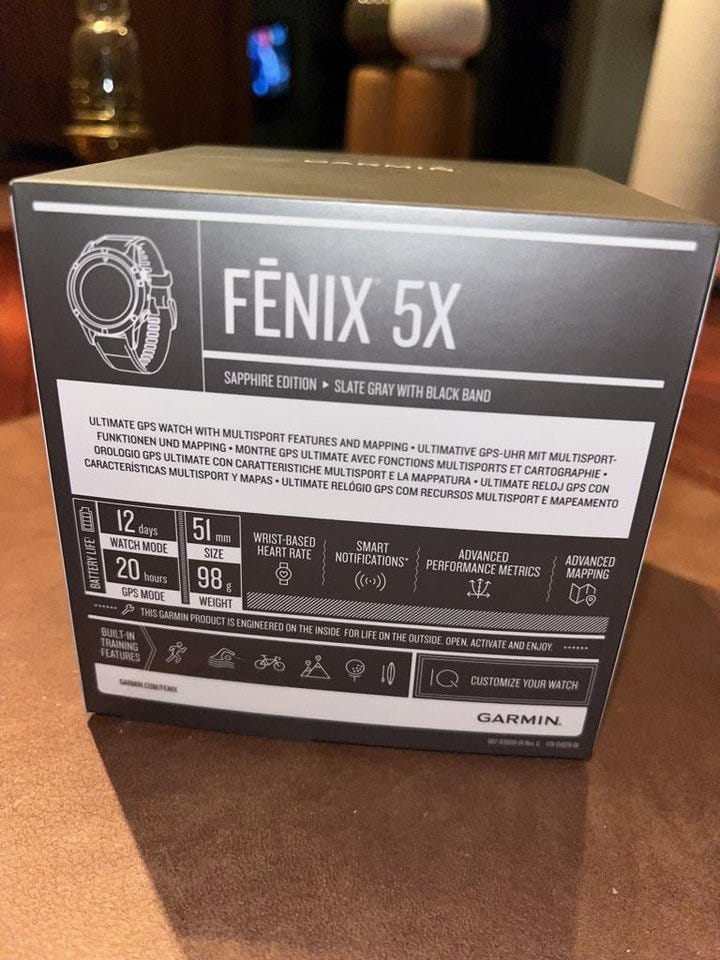 GARMIN
FĒNIX 5X
SAPPHIRE EDITION ▸ SLATE GRAY WITH BLACK BAND
ULTIMATE GPS WATCH WITH MULTISPORT FEATURES AND MAPPING • ULTIMATIVE GPS-UHR MIT MULTISPORT-
FUNKTIONEN UND MAPPING • MONTRE GPS ULTIMATE AVEC FONCTIONS MULTISPORTS ET CARTOGRAPHIE •
OROLOGIO GPS ULTIMATE CON CARATTERISTICHE MULTISPORT E LA MAPPATURA • ULTIMATE RELOJ GPS CON
CARACTERÍSTICAS MULTISPORT Y MAPAS • ULTIMATE RELÓGIO GPS COM RECURSOS MULTISPORT E MAPEAMENTO
BATTERY LIFE
12 days
WATCH MODE
20 hours
GPS MODE
51 mm
SIZE
98 g
WEIGHT
WRIST-BASED
HEART RATE
SMART
NOTIFICATIONS*
ADVANCED
PERFORMANCE METRICS
ADVANCED
MAPPING
THIS GARMIN PRODUCT IS ENGINEERED ON THE INSIDE FOR LIFE ON THE OUTSIDE. OPEN, ACTIVATE AND ENJOY.
BUILT-IN
TRAINING
FEATURES
IQ CUSTOMIZE YOUR WATCH
GARMIN.COM/FENIX
GARMIN.